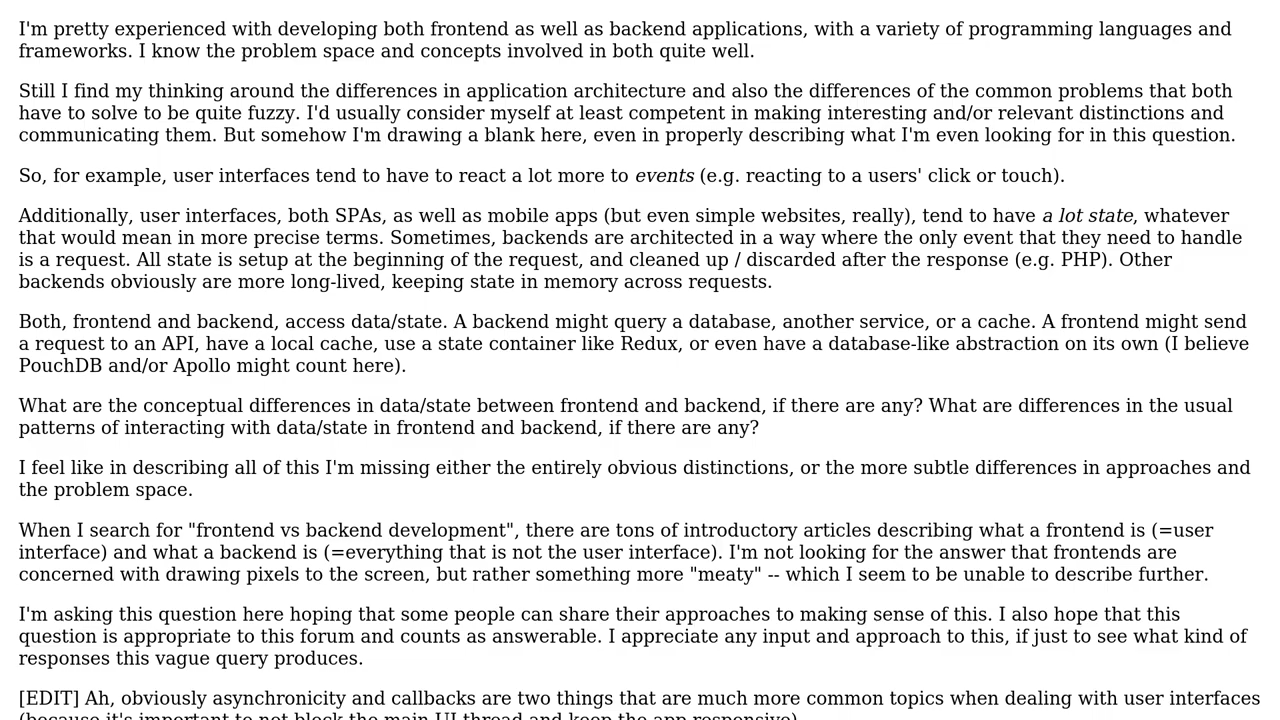 I'm pretty experienced with developing both frontend as well as backend applications, with a variety of programming languages and
frameworks. I know the problem space and concepts involved in both quite well.
Still I find my thinking around the differences in application architecture and also the differences of the common problems that both
have to solve to be quite fuzzy. I'd usually consider myself at least competent in making interesting and/or relevant distinctions and
communicating them. But somehow I'm drawing a blank here, even in properly describing what I'm even looking for in this question.
So, for example, user interfaces tend to have to react a lot more to events (e.g. reacting to a users' click or touch).
Additionally, user interfaces, both SPAs, as well as mobile apps (but even simple websites, really), tend to have a lot state, whatever
that would mean in more precise terms. Sometimes, backends are architected in a way where the only event that they need to handle
is a request. All state is setup at the beginning of the request, and cleaned up / discarded after the response (e.g. PHP). Other
backends obviously are more long-lived, keeping state in memory across requests.
Both, frontend and backend, access data/state. A backend might query a database, another service, or a cache. A frontend might send
a request to an API, have a local cache, use a state container like Redux, or even have a database-like abstraction on its own (I believe
PouchDB and/or Apollo might count here).
What are the conceptual differences in data/state between frontend and backend, if there are any? What are differences in the usual
patterns of interacting with data/state in frontend and backend, if there are any?
I feel like in describing all of this I'm missing either the entirely obvious distinctions, or the more subtle differences in approaches and
the problem space.
When I search for "frontend vs backend development", there are tons of introductory articles describing what a frontend is (=user
interface) and what a backend is (=everything that is not the user interface). I'm not looking for the answer that frontends are
concerned with drawing pixels to the screen, but rather something more "meaty" -- which I seem to be unable to describe further.
I'm asking this question here hoping that some people can share their approaches to making sense of this. I also hope that this
question is appropriate to this forum and counts as answerable. I appreciate any input and approach to this, if just to see what kind of
responses this vague query produces.
[EDIT] Ah, obviously asynchronicity and callbacks are two things that are much more common topics when dealing with user interfaces
(because it's important to not block the main UI thread and keep the app responsive)